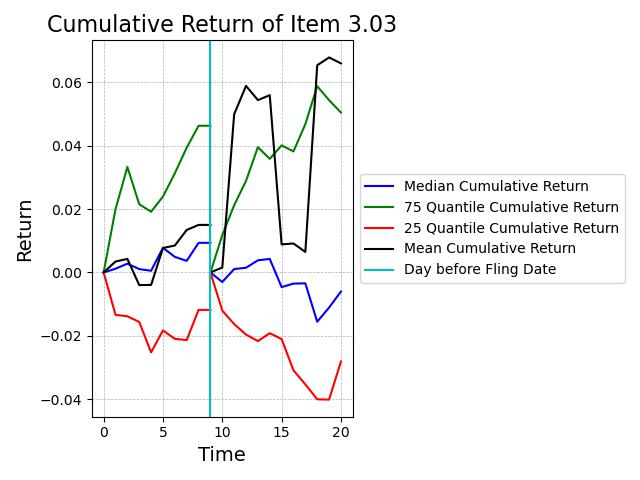 Cumulative Return of Item 3.03
Return
0.06
0.04
0.02
0.00
−0.02
−0.04
0
5
10
15
20
Time
Median Cumulative Return
75 Quantile Cumulative Return
25 Quantile Cumulative Return
Mean Cumulative Return
Day before Fling Date